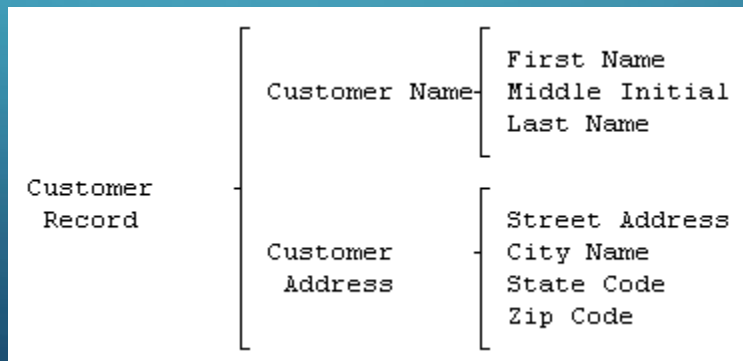 Customer
Record
Customer Name
First Name
Middle Initial
Last Name
Customer
Address
Street Address
City Name
State Code
Zip Code